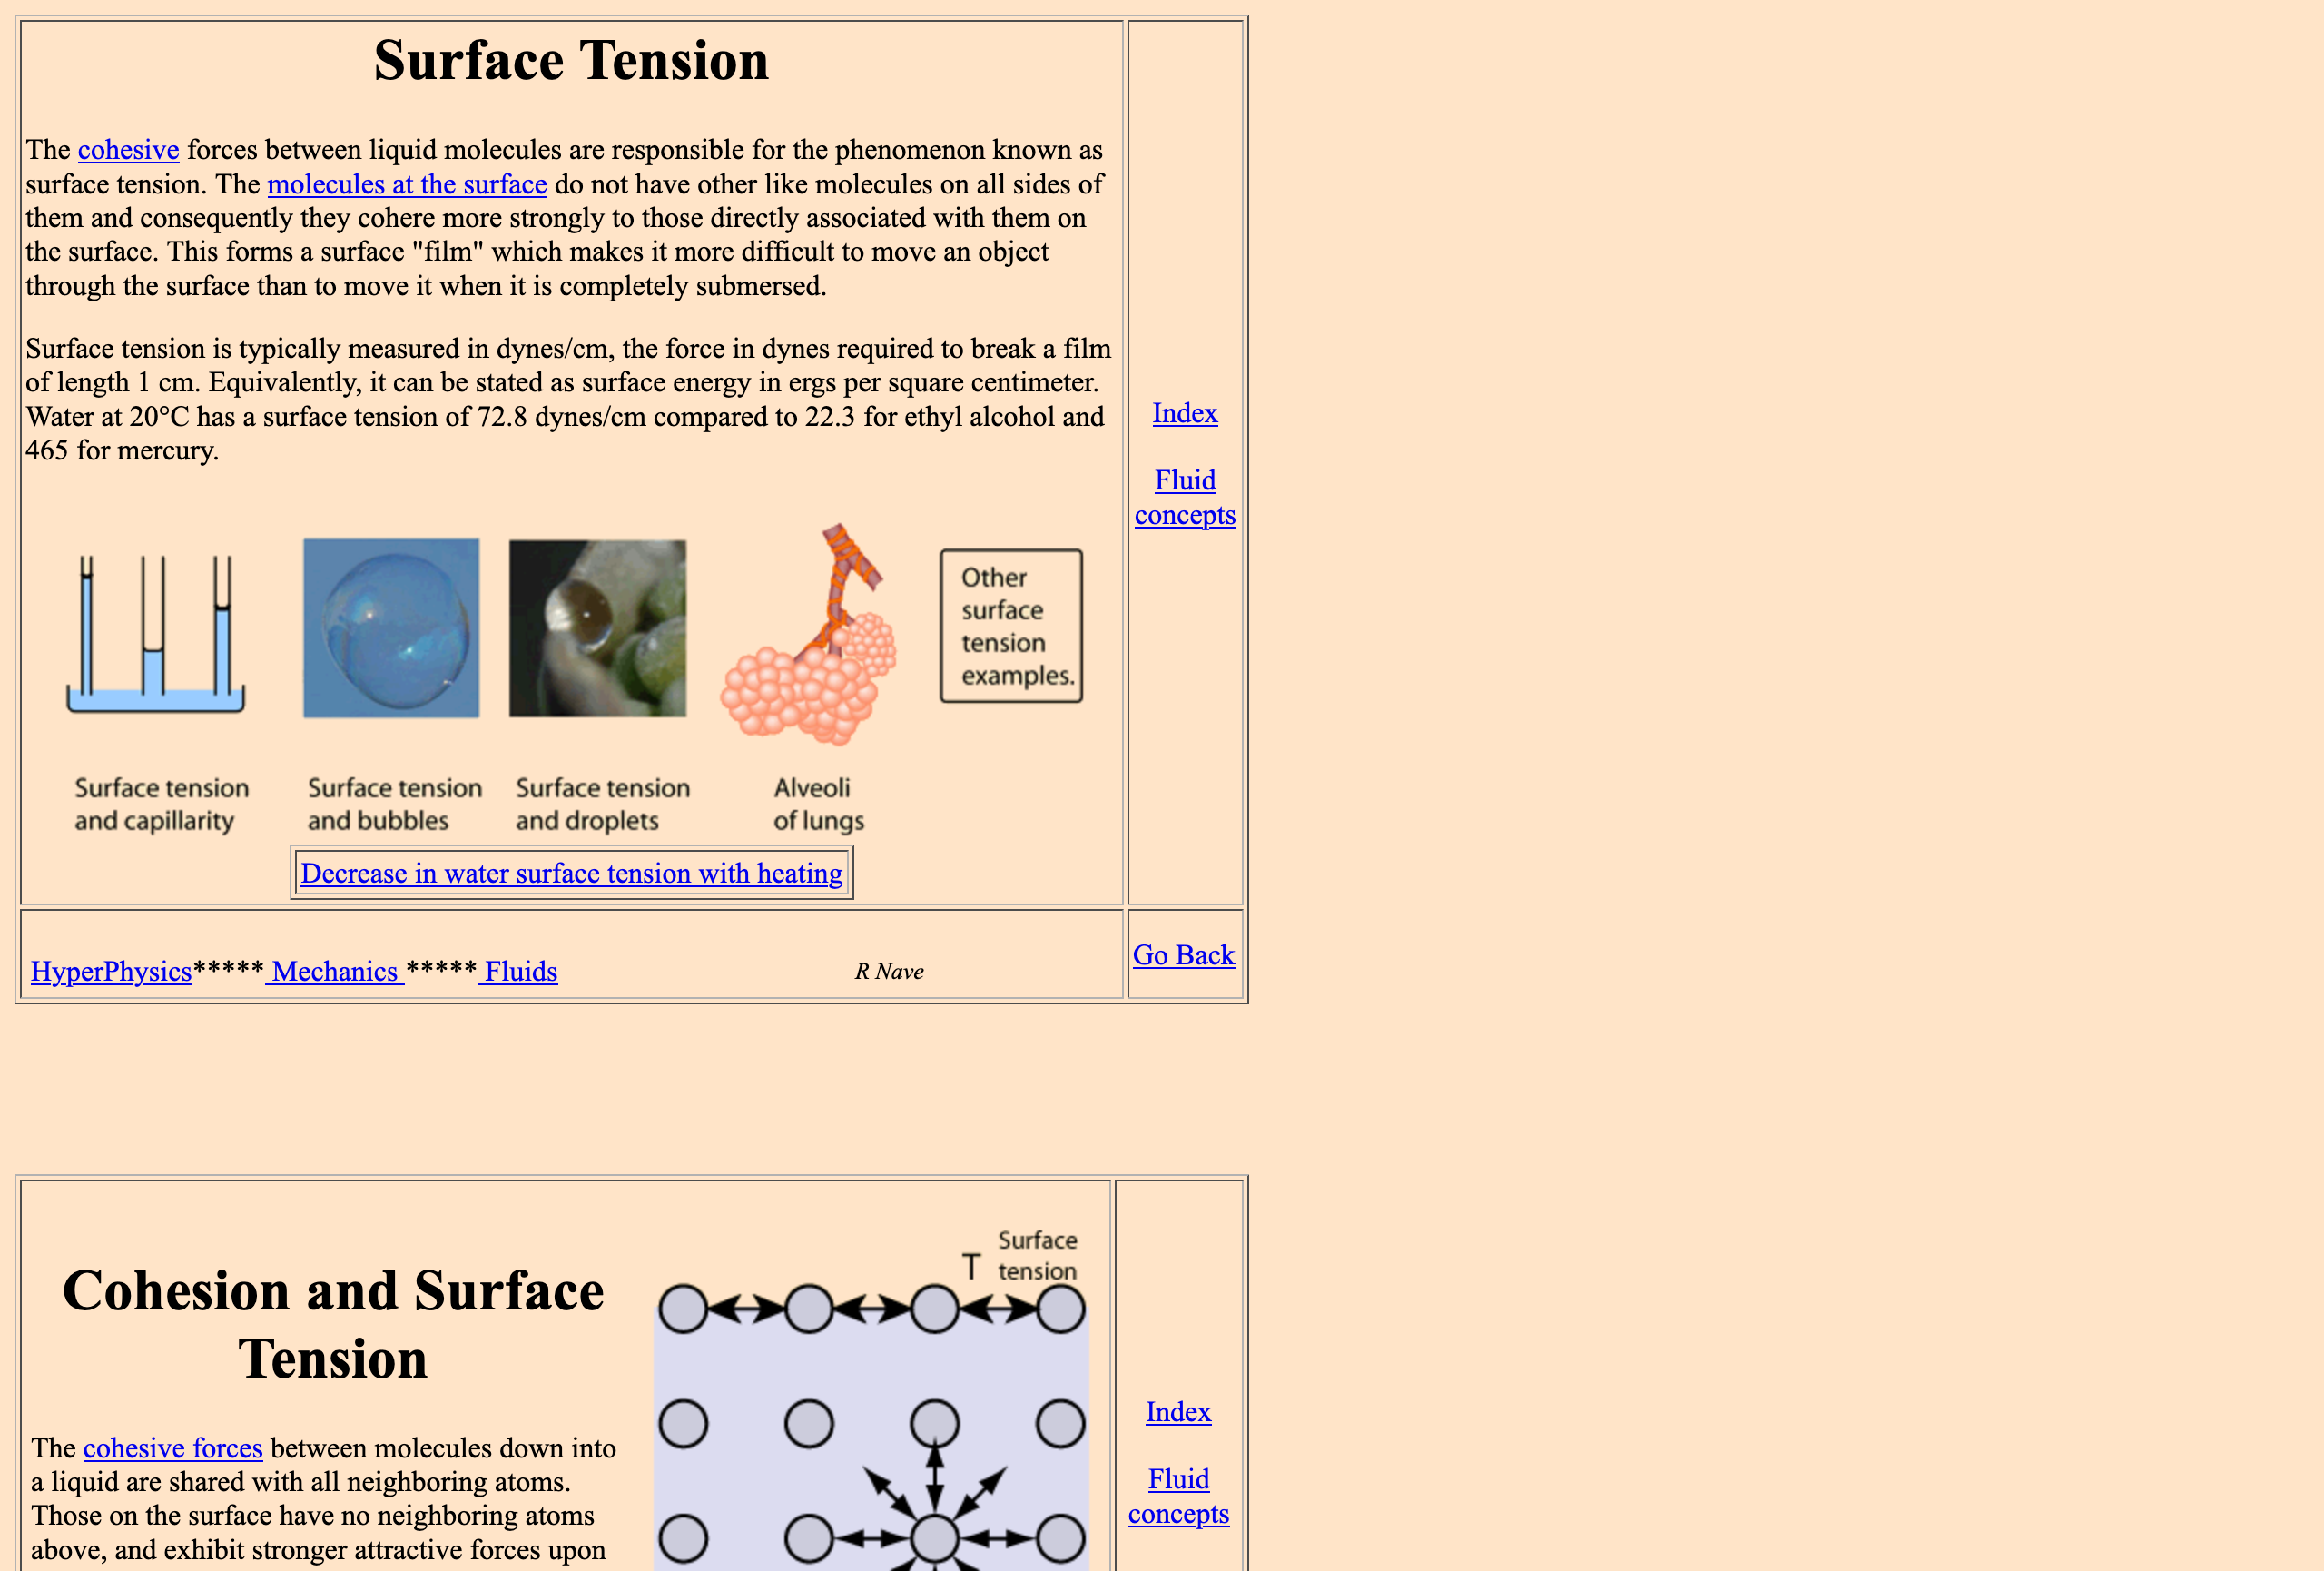 Surface Tension
The cohesive forces between liquid molecules are responsible for the phenomenon known as
surface tension. The molecules at the surface do not have other like molecules on all sides of
them and consequently they cohere more strongly to those directly associated with them on
the surface. This forms a surface "film" which makes it more difficult to move an object
through the surface than to move it when it is completely submersed.
Surface tension is typically measured in dynes/cm, the force in dynes required to break a film
of length 1 cm. Equivalently, it can be stated as surface energy in ergs per square centimeter.
Water at 20°C has a surface tension of 72.8 dynes/cm compared to 22.3 for ethyl alcohol and
465 for mercury.
Other
surface
tension
examples.
Surface tension
and capillarity
Surface tension
and bubbles
Surface tension
and droplets
Alveoli
of lungs
Decrease in water surface tension with heating
Index
Fluid
concepts
HyperPhysics***** Mechanics ***** Fluids
R Nave
Go Back
Cohesion and Surface
Tension
The cohesive forces between molecules down into
a liquid are shared with all neighboring atoms.
Those on the surface have no neighboring atoms
above, and exhibit stronger attractive forces upon
T
Surface
tension
Index
Fluid
concepts